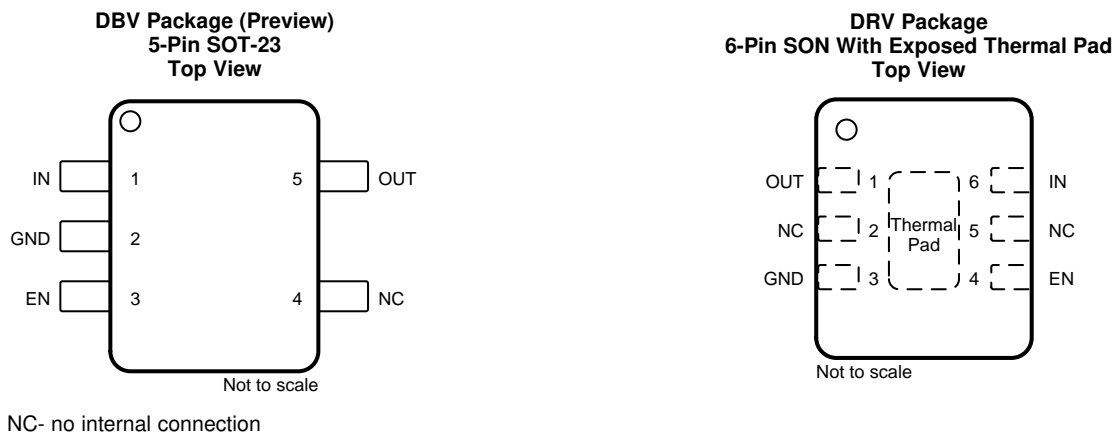 DBV Package (Preview)
5-Pin SOT-23
Top View
IN
1
5
OUT
GND
2
EN
3
4
NC
Not to scale
NC- no internal connection
DRV Package
6-Pin SON With Exposed Thermal Pad
Top View
OUT
1
6
IN
NC
2
Thermal
Pad
5
NC
GND
3
4
EN
Not to scale